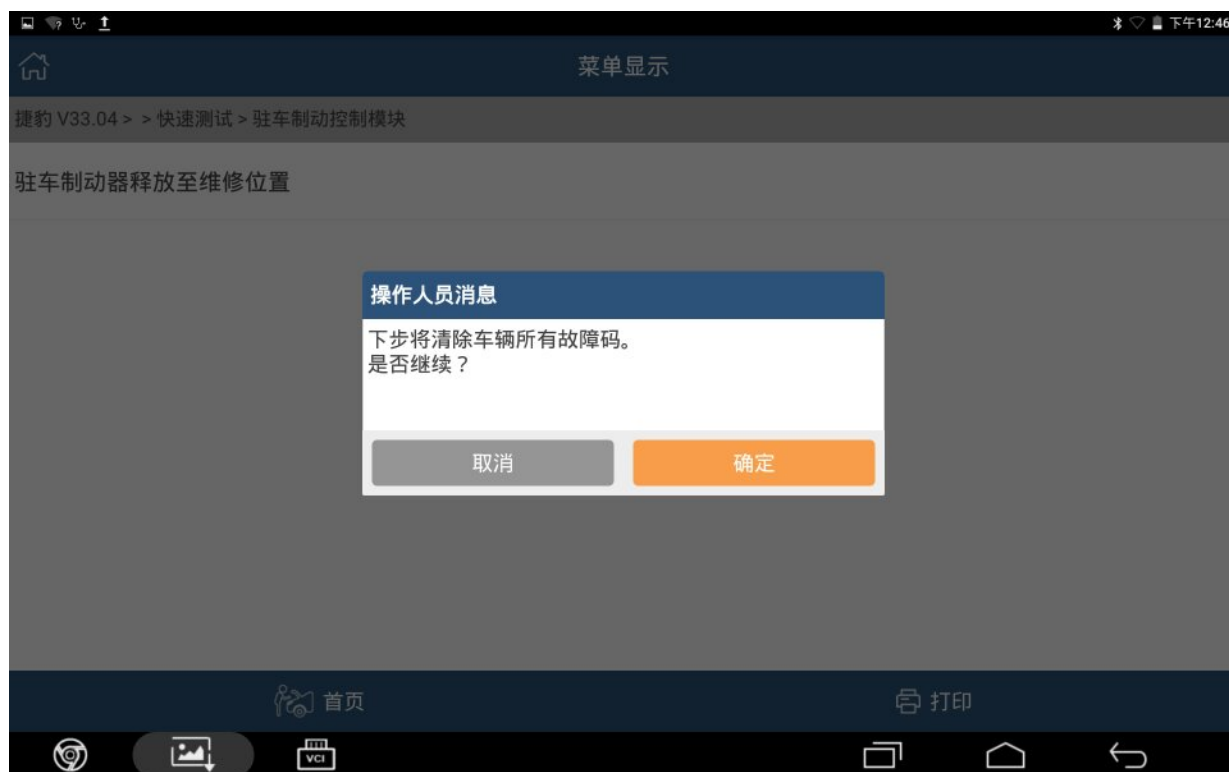 下午12:46
菜单显示
捷豹 V33.04 > > 快速测试 > 驻车制动控制模块
驻车制动器释放至维修位置
操作人员消息
下步将清除车辆所有故障码。
是否继续？
取消
确定
首页
打印
VCI